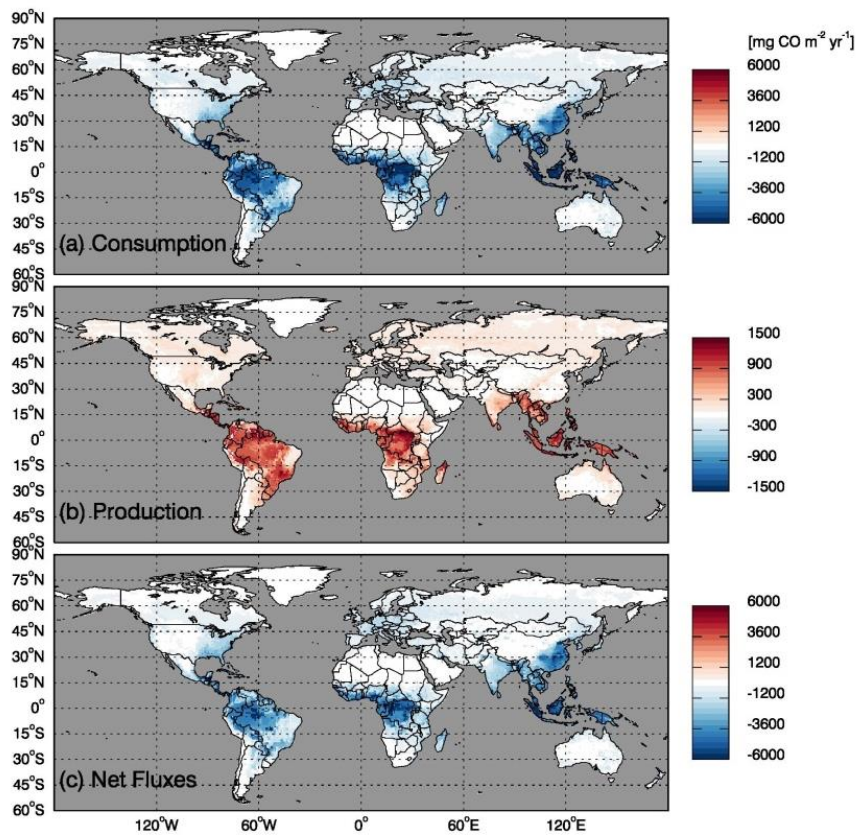 [mg CO m⁻² yr⁻¹]
90°N
75°N
60°N
45°N
30°N
15°N
0°
15°S
30°S
45°S
60°S
(a) Consumption
6000
3600
1200
-1200
-3600
-6000
90°N
75°N
60°N
45°N
30°N
15°N
0°
15°S
30°S
45°S
60°S
(b) Production
1500
900
300
-300
-900
-1500
90°N
75°N
60°N
45°N
30°N
15°N
0°
15°S
30°S
45°S
60°S
(c) Net Fluxes
6000
3600
1200
-1200
-3600
-6000
120°W 60°W 0° 60°E 120°E